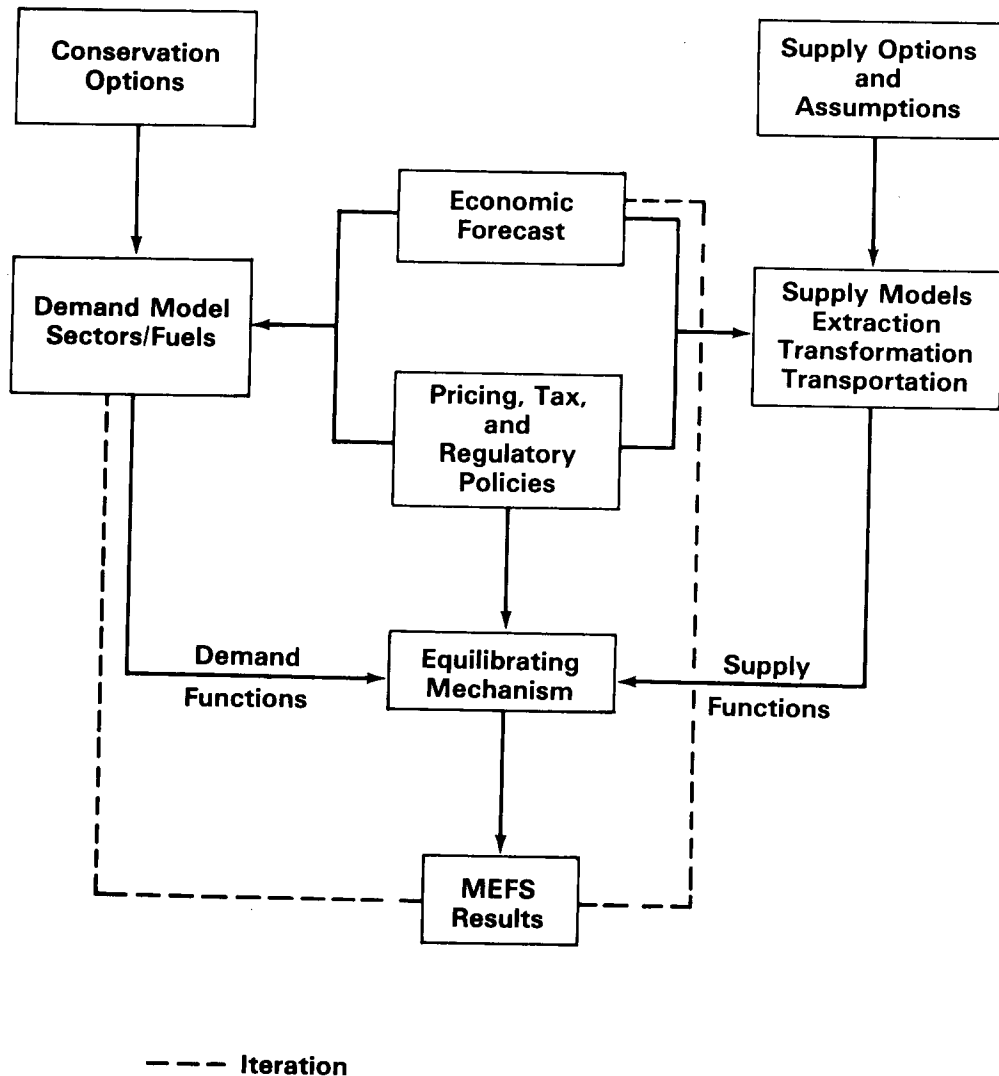 Conservation
Options
Supply Options
and
Assumptions
Economic
Forecast
Demand Model
Sectors/Fuels
Supply Models
Extraction
Transformation
Transportation
Pricing, Tax,
and
Regulatory
Policies
Demand
Functions
Equilibrating
Mechanism
Supply
Functions
MEFS
Results
Iteration